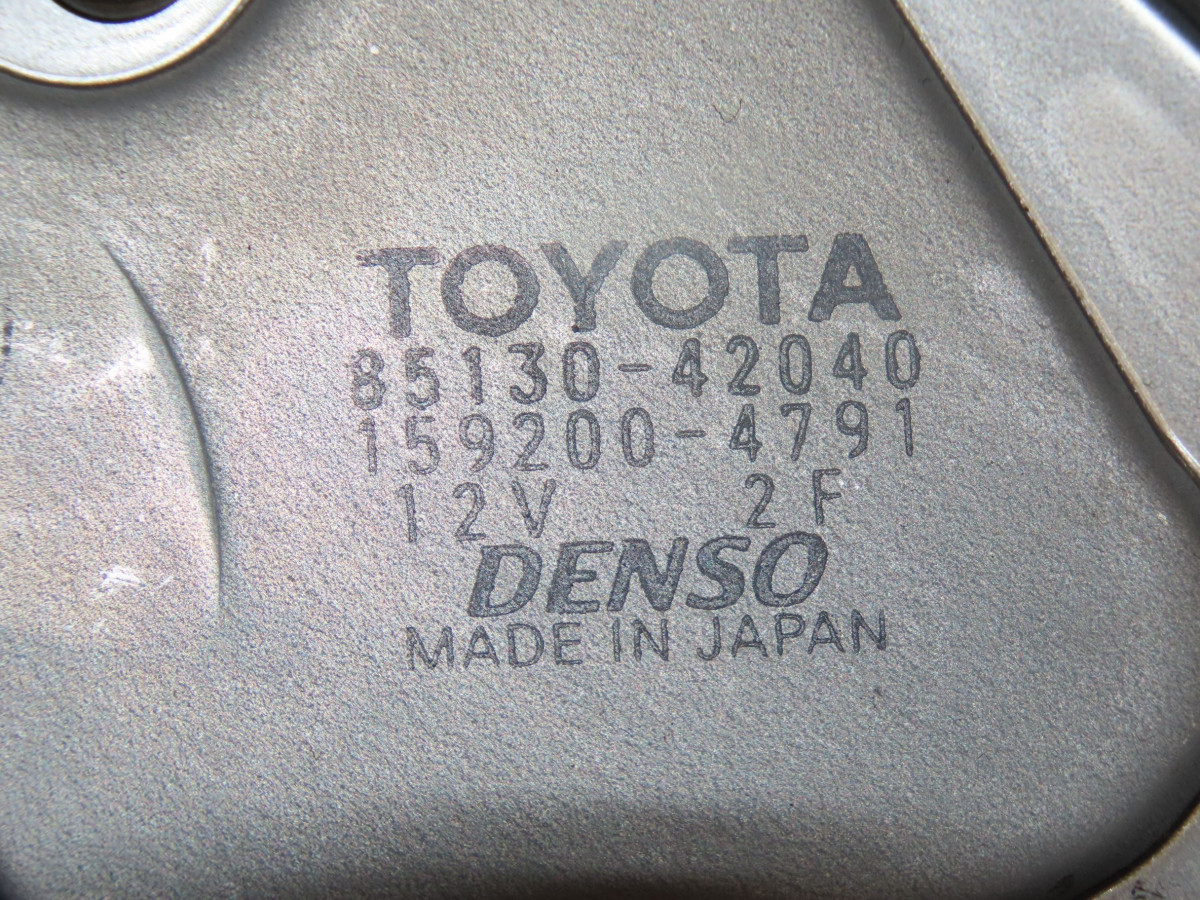 TOYOTA
85130-42040
159200-4791
12V 2F
DENSO
MADE IN JAPAN